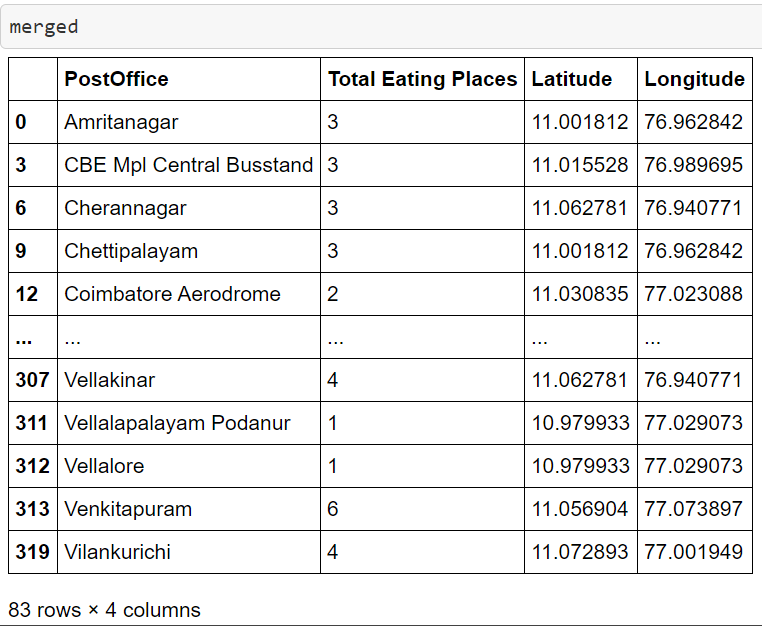 merged
PostOffice Total Eating Places Latitude Longitude
0 Amritanagar 3 11.001812 76.962842
3 CBE Mpl Central Busstand 3 11.015528 76.989695
6 Cherannagar 3 11.062781 76.940771
9 Chettipalayam 3 11.001812 76.962842
12 Coimbatore Aerodrome 2 11.030835 77.023088
... ... ... ... ...
307 Vellakinar 4 11.062781 76.940771
311 Vellalapalayam Podanur 1 10.979933 77.029073
312 Vellalore 1 10.979933 77.029073
313 Venkitapuram 6 11.056904 77.073897
319 Vilankurichi 4 11.072893 77.001949
83 rows × 4 columns